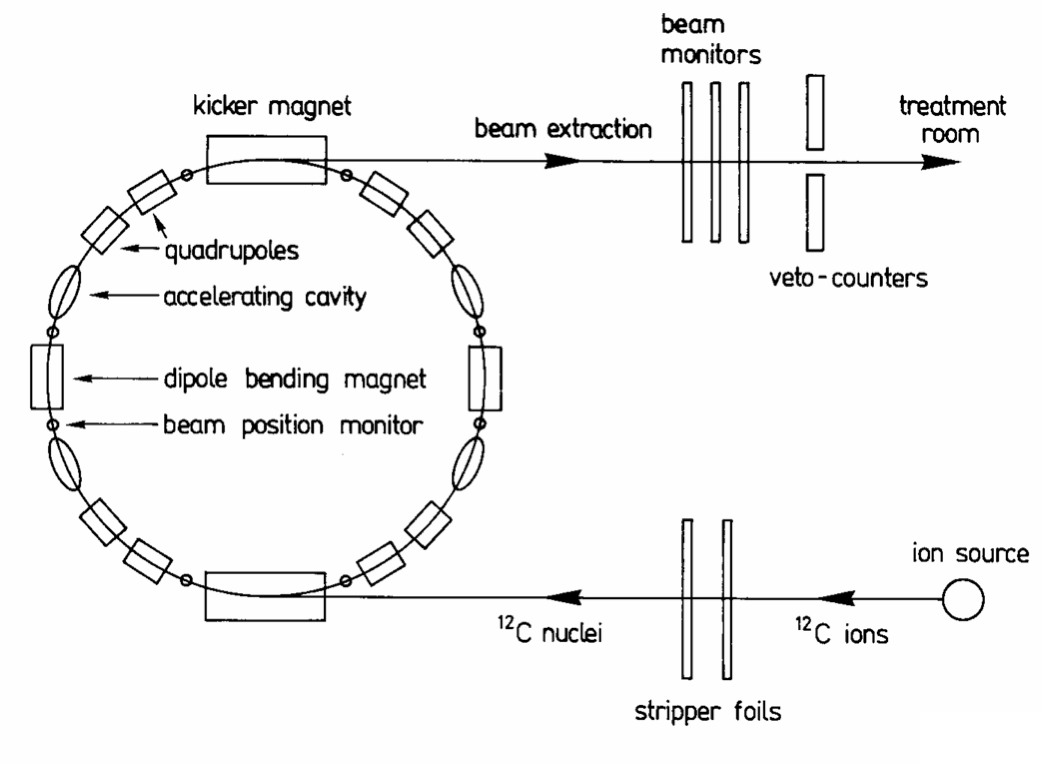 beam
monitors
kicker magnet
beam extraction
treatment
room
quadrupoles
veto-counters
accelerating cavity
dipole bending magnet
beam position monitor
ion source
¹²C nuclei
¹²C ions
stripper foils